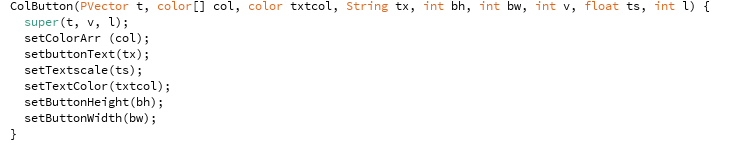 ColButton(PVector t, color[] col, color txtcol, String tx, int bh, int bw, int v, float ts, int l) {
super(t, v, l);
setColorArr (col);
setbuttonText(tx);
setTextscale(ts);
setTextColor(txtcol);
setButtonHeight(bh);
setButtonWidth(bw);
}